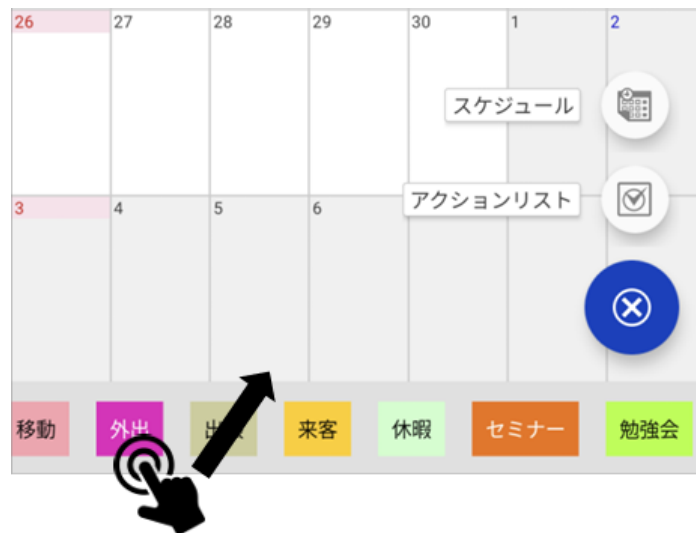 26 27 28 29 30 1 2
スケジュール
アクションリスト
3 4 5 6
移動 外出 来客 休暇 セミナー 勉強会